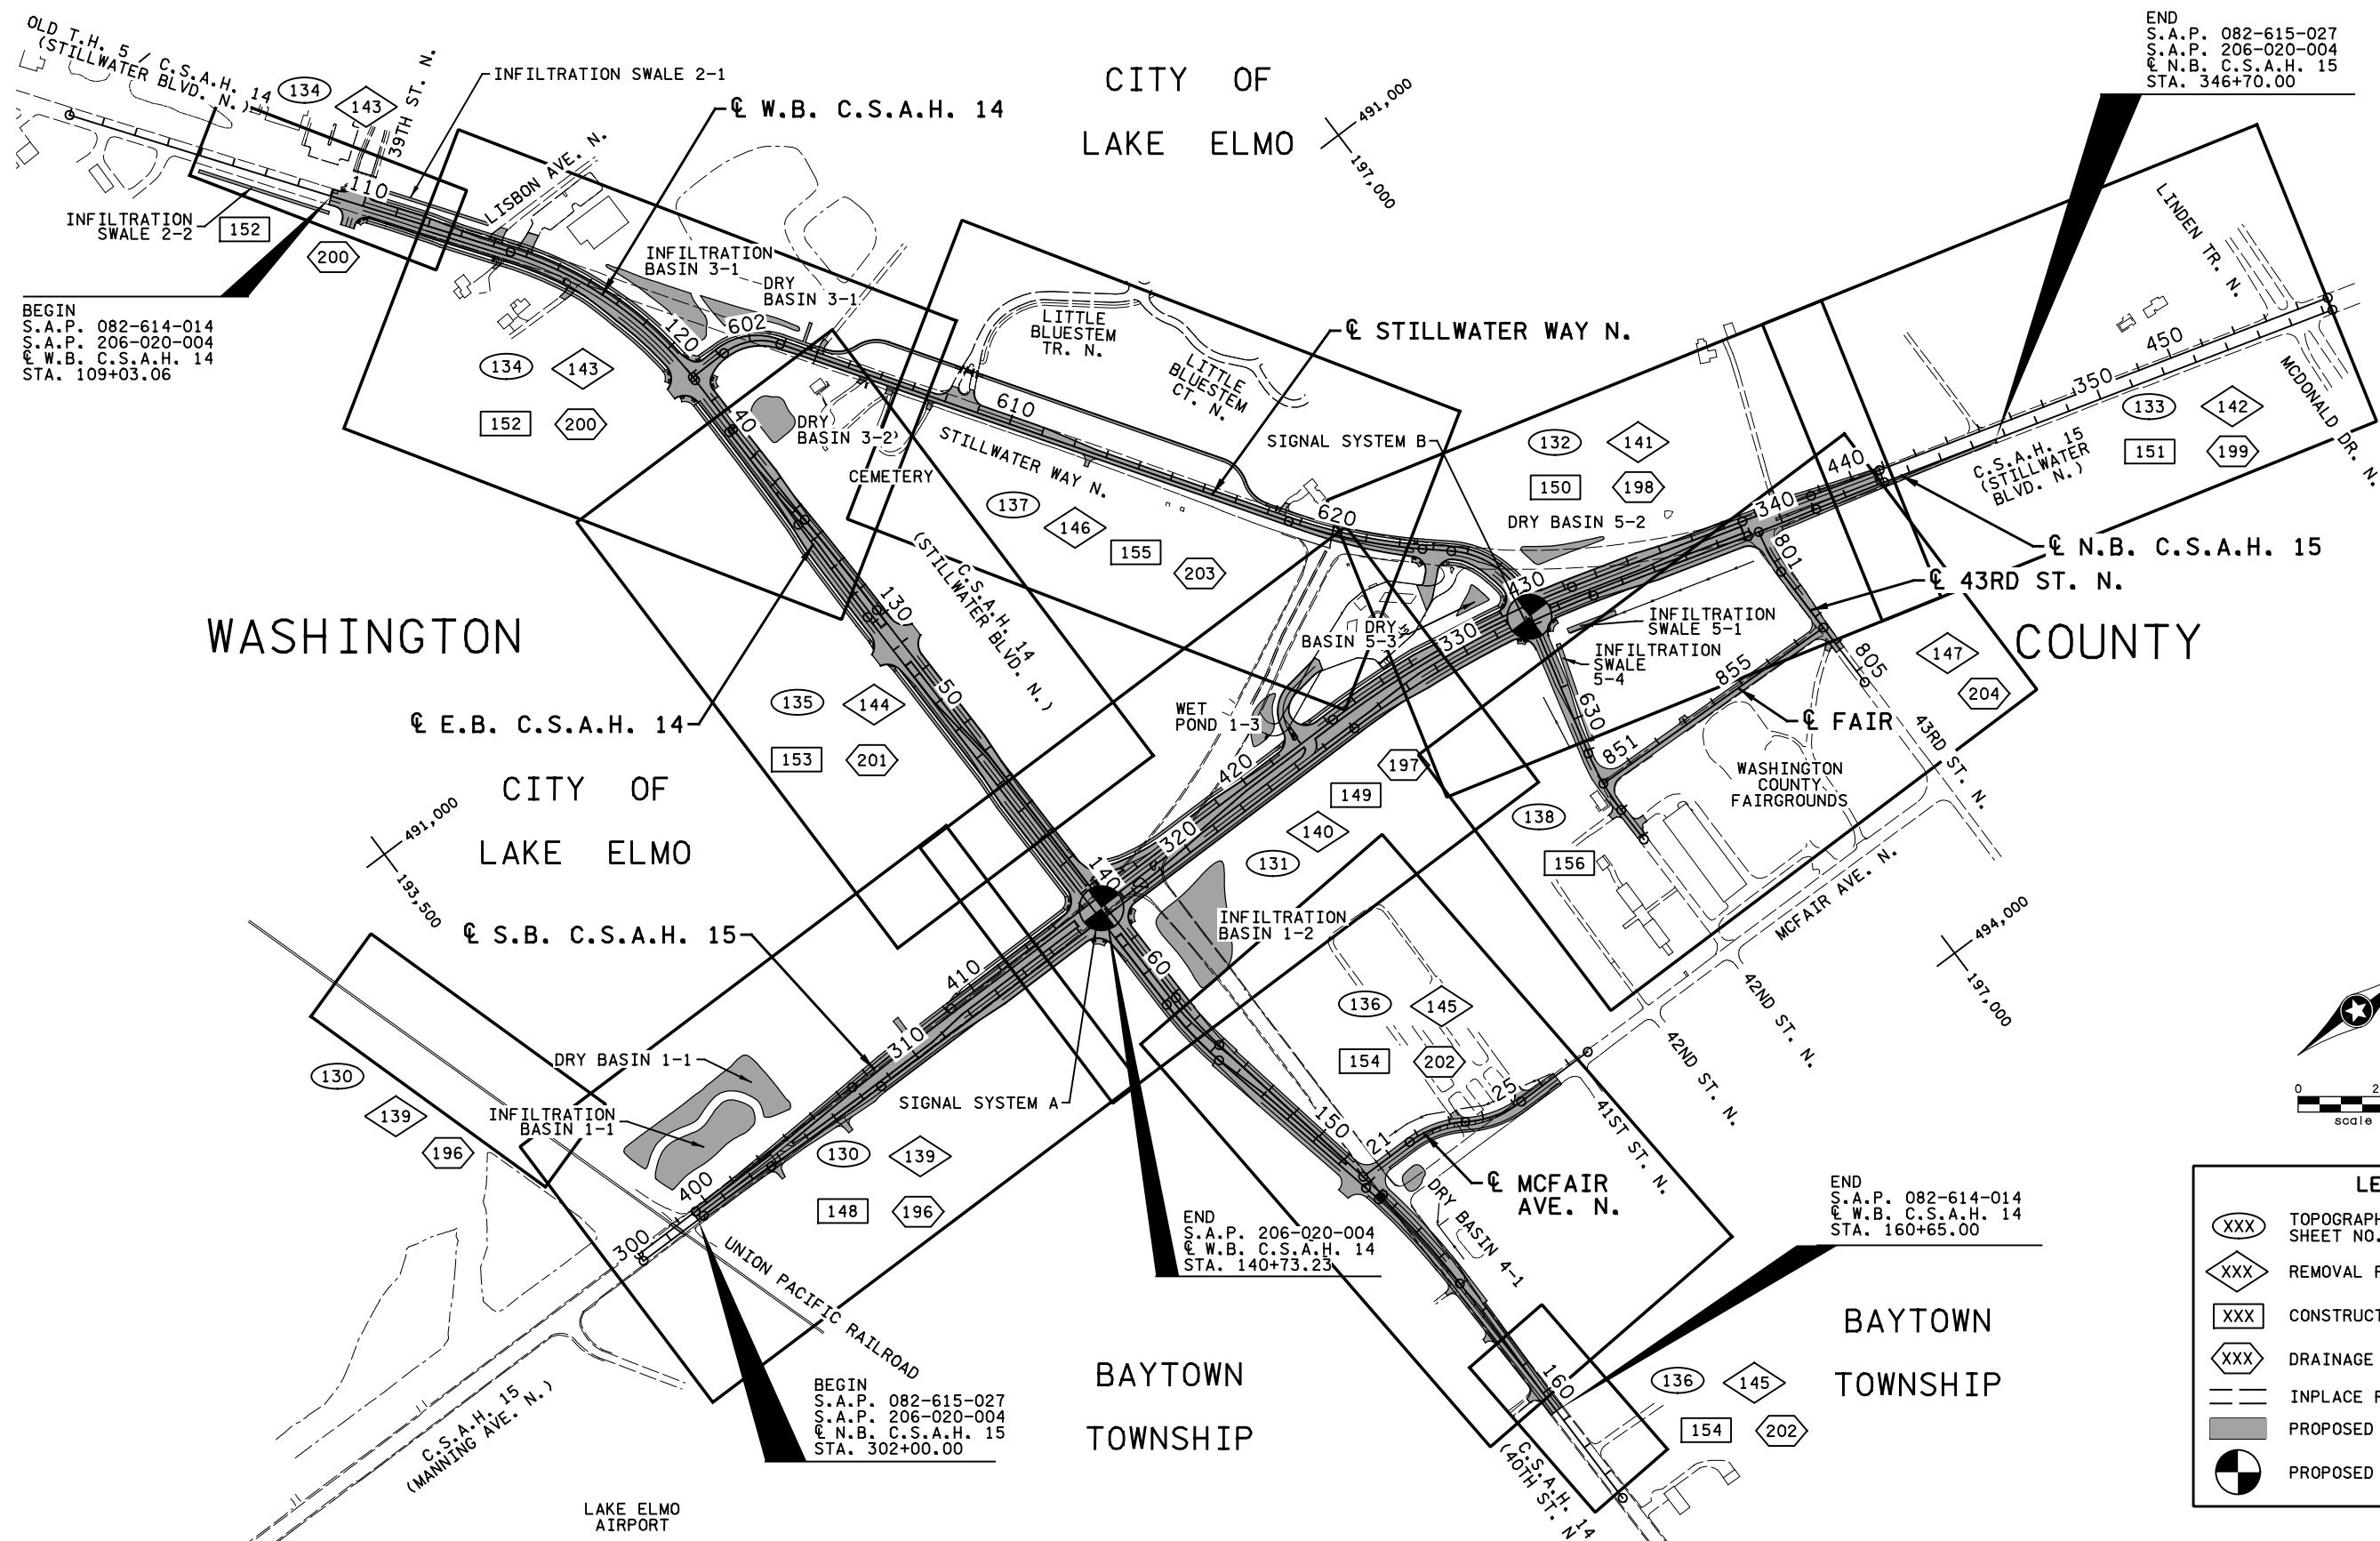 OLD T.H. 5 / C.S.A.H. 14
(STILLWATER BLVD. N.)
134
143
39TH ST. N.
INFILTRATION SWALE 2-1
℄ W.B. C.S.A.H. 14
CITY OF
LAKE ELMO
491,000
197,000
END
S.A.P. 082-615-027
S.A.P. 206-020-004
℄ N.B. C.S.A.H. 15
STA. 346+70.00
110
LISBON AVE. N.
INFILTRATION
SWALE 2-2
152
200
INFILTRATION
BASIN 3-1
DRY
BASIN 3-1
LINDEN TR. N.
BEGIN
S.A.P. 082-614-014
S.A.P. 206-020-004
℄ W.B. C.S.A.H. 14
STA. 109+03.06
120
602
LITTLE
BLUESTEM
TR. N.
℄ STILLWATER WAY N.
LITTLE
BLUESTEM
CT. N.
450
350
MCDONALD DR. N.
134
143
152
200
40
DRY
BASIN 3-2
CEMETERY
610
STILLWATER WAY N.
SIGNAL SYSTEM B
132
141
150
198
133
142
151
199
C.S.A.H. 15
(STILLWATER
BLVD. N.)
440
340
137
146
155
203
620
DRY BASIN 5-2
℄ N.B. C.S.A.H. 15
801
℄ 43RD ST. N.
430
C.S.A.H. 14
(STILLWATER BLVD. N.)
130
WASHINGTON
DRY
BASIN 5-3
330
INFILTRATION
SWALE 5-1
INFILTRATION
SWALE
5-4
COUNTY
805
147
204
855
50
135
144
153
201
℄ E.B. C.S.A.H. 14
WET
POND 1-3
630
℄ FAIR
43RD ST. N.
851
420
197
149
140
131
WASHINGTON
COUNTY
FAIRGROUNDS
CITY OF
LAKE ELMO
491,000
193,500
138
156
320
140
MCFAIR AVE. N.
℄ S.B. C.S.A.H. 15
INFILTRATION
BASIN 1-2
494,000
197,000
60
410
310
136
145
154
202
42ND ST. N.
42ND ST. N.
130
139
196
DRY BASIN 1-1
INFILTRATION
BASIN 1-1
SIGNAL SYSTEM A
150
21
25
41ST ST. N.
0
2
scale
130
139
148
196
400
300
℄ MCFAIR
AVE. N.
DRY BASIN 4-1
END
S.A.P. 206-020-004
℄ W.B. C.S.A.H. 14
STA. 140+73.23
END
S.A.P. 082-614-014
℄ W.B. C.S.A.H. 14
STA. 160+65.00
UNION PACIFIC RAILROAD
BAYTOWN
TOWNSHIP
BAYTOWN
TOWNSHIP
160
136
145
154
202
BEGIN
S.A.P. 082-615-027
S.A.P. 206-020-004
℄ N.B. C.S.A.H. 15
STA. 302+00.00
C.S.A.H. 15
(MANNING AVE. N.)
C.S.A.H. 14
(40TH ST. N
LAKE ELMO
AIRPORT
LE
XXX TOPOGRAPH
SHEET NO.
XXX REMOVAL P
XXX CONSTRUCT
XXX DRAINAGE
INPLACE R
PROPOSED
PROPOSED